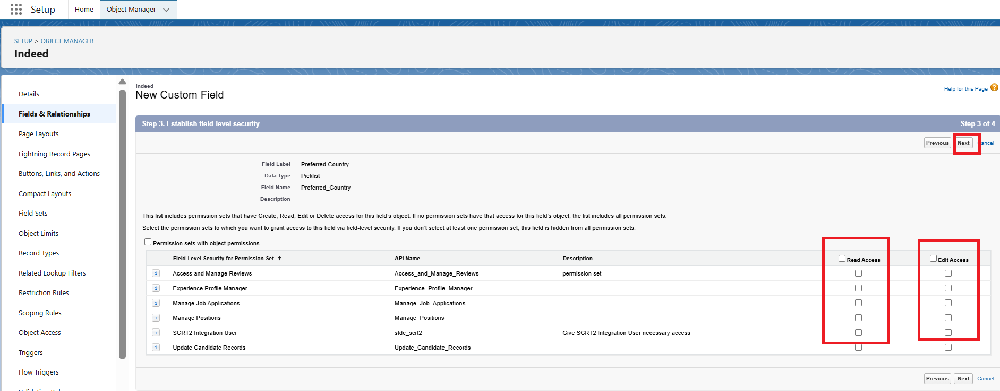 Setup
Home
Object Manager
SETUP > OBJECT MANAGER
Indeed
Details
Fields & Relationships
Page Layouts
Lightning Record Pages
Buttons, Links, and Actions
Compact Layouts
Field Sets
Object Limits
Record Types
Related Lookup Filters
Restriction Rules
Scoping Rules
Object Access
Triggers
Flow Triggers
Indeed
New Custom Field
Help for this Page ?
Step 3. Establish field-level security Step 3 of 4
Previous Next Cancel
Field Label Preferred Country
Data Type Picklist
Field Name Preferred_Country
Description
This list includes permission sets that have Create, Read, Edit or Delete access for this field's object. If no permission sets have that access for this field's object, the list includes all permission sets.
Select the permission sets to which you want to grant access to this field via field-level security. If you don't select at least one permission set, this field is hidden from all permission sets.
Permission sets with object permissions
Field-Level Security for Permission Set ↑ API Name Description Read Access Edit Access
i Access and Manage Reviews Access_and_Manage_Reviews permission set
i Experience Profile Manager Experience_Profile_Manager
i Manage Job Applications Manage_Job_Applications
i Manage Positions Manage_Positions
i SCRT2 Integration User sfdc_scrt2 Give SCRT2 Integration User necessary access
i Update Candidate Records Update_Candidate_Records
Previous Next Cancel